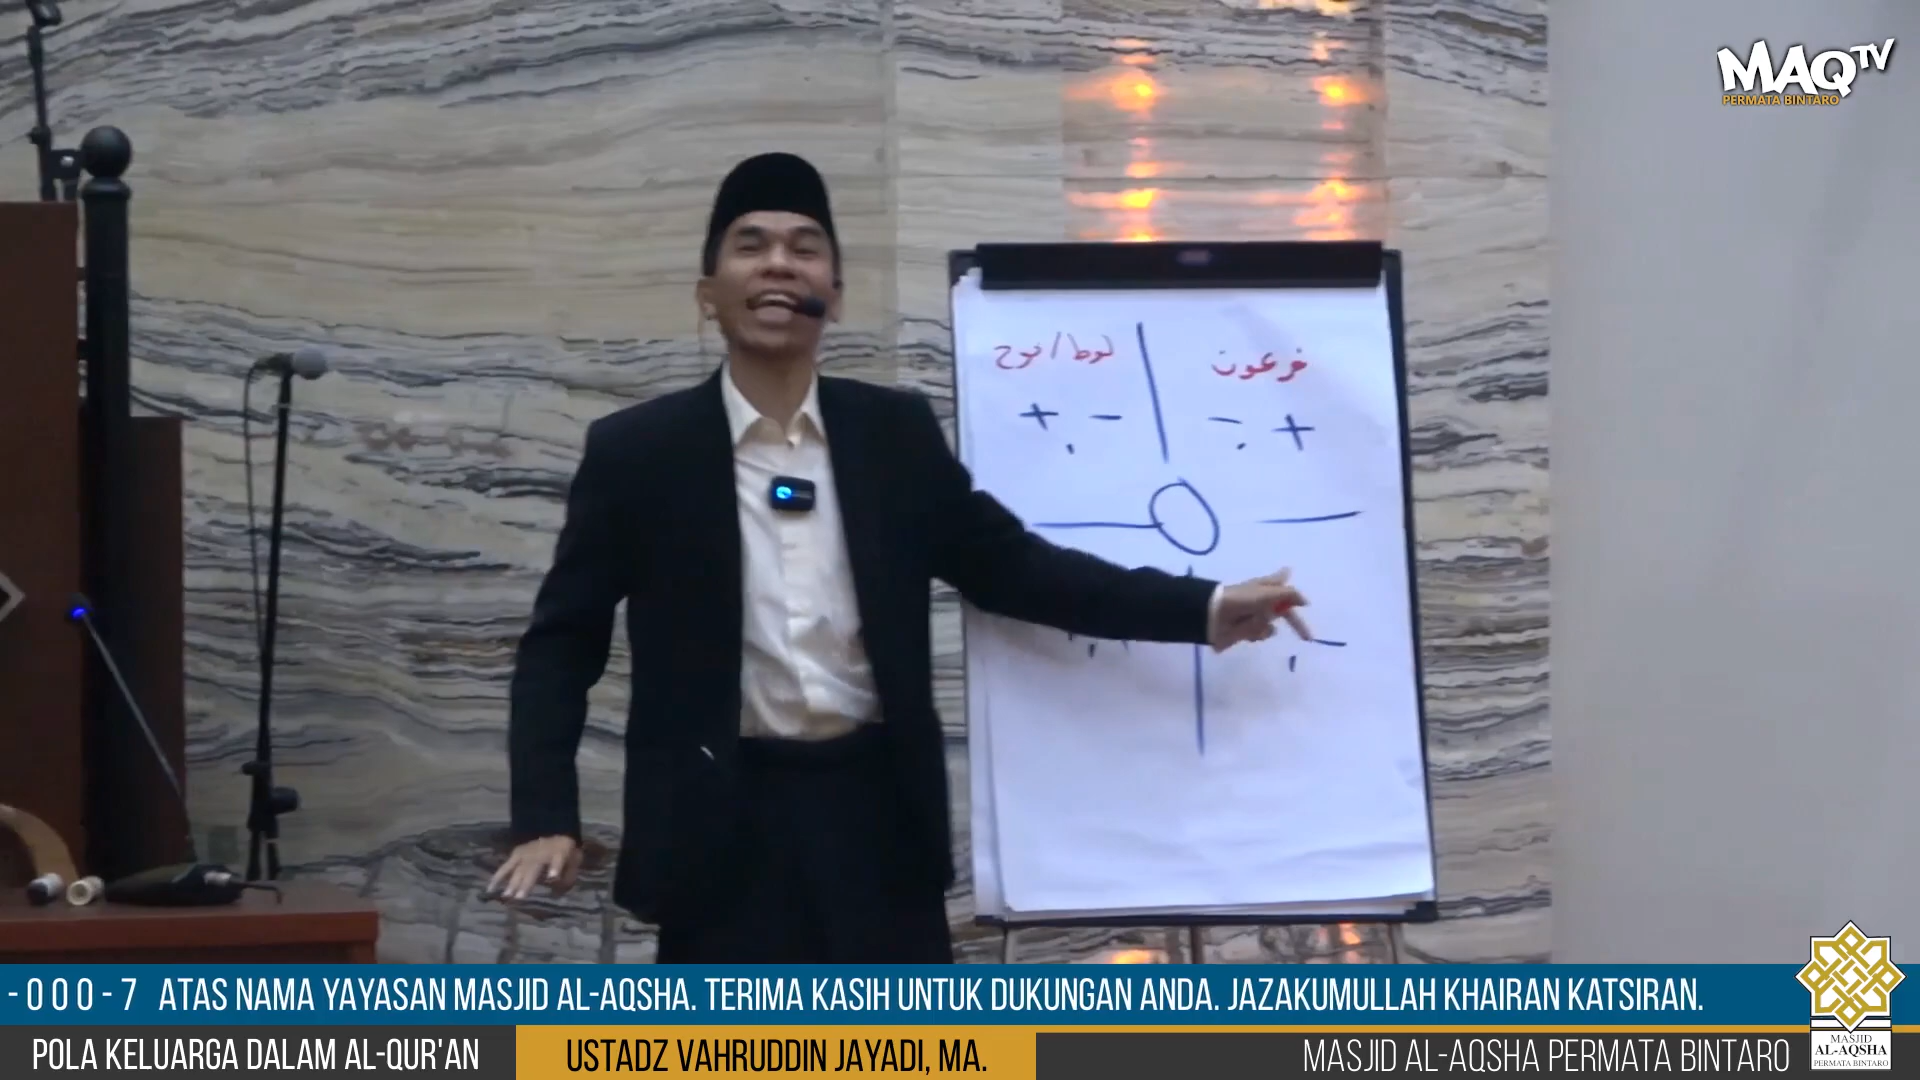 MAQTV
PERMATA BINTARO
لوط / نوح
فرعون
+ -
- +
- 0 0 0 - 7 ATAS NAMA YAYASAN MASJID AL-AQSHA. TERIMA KASIH UNTUK DUKUNGAN ANDA. JAZAKUMULLAH KHAIRAN KATSIRAN.
POLA KELUARGA DALAM AL-QUR'AN
USTADZ VAHRUDDIN JAYADI, MA.
MASJID AL-AQSHA PERMATA BINTARO
MASJID
AL-AQSHA
PERMATA BINTARO